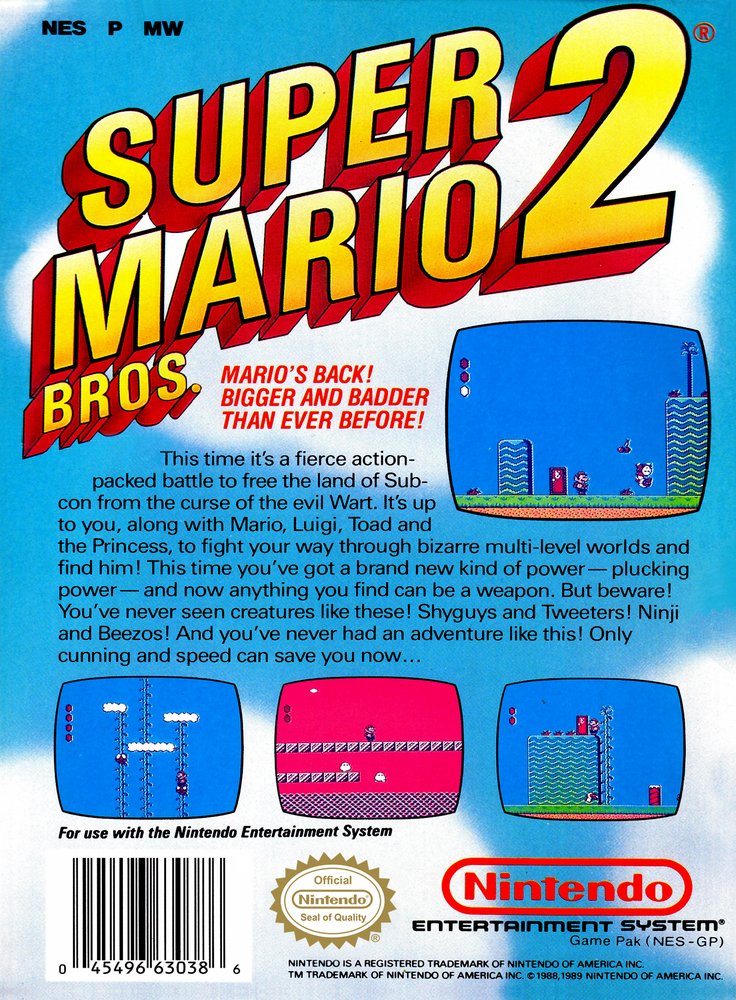 NES P MW
SUPER
MARIO
BROS. 2®
MARIO'S BACK!
BIGGER AND BADDER
THAN EVER BEFORE!
This time it's a fierce action-
packed battle to free the land of Sub-
con from the curse of the evil Wart. It's up
to you, along with Mario, Luigi, Toad and
the Princess, to fight your way through bizarre multi-level worlds and
find him! This time you've got a brand new kind of power — plucking
power — and now anything you find can be a weapon. But beware!
You've never seen creatures like these! Shyguys and Tweeters! Ninji
and Beezos! And you've never had an adventure like this! Only
cunning and speed can save you now...
For use with the Nintendo Entertainment System
0 45496 63038 6
Official
Nintendo®
Seal of Quality
®
Nintendo
ENTERTAINMENT SYSTEM®
Game Pak (NES-GP)
NINTENDO IS A REGISTERED TRADEMARK OF NINTENDO OF AMERICA INC.
TM TRADEMARK OF NINTENDO OF AMERICA INC. ©1988,1989 NINTENDO OF AMERICA INC.